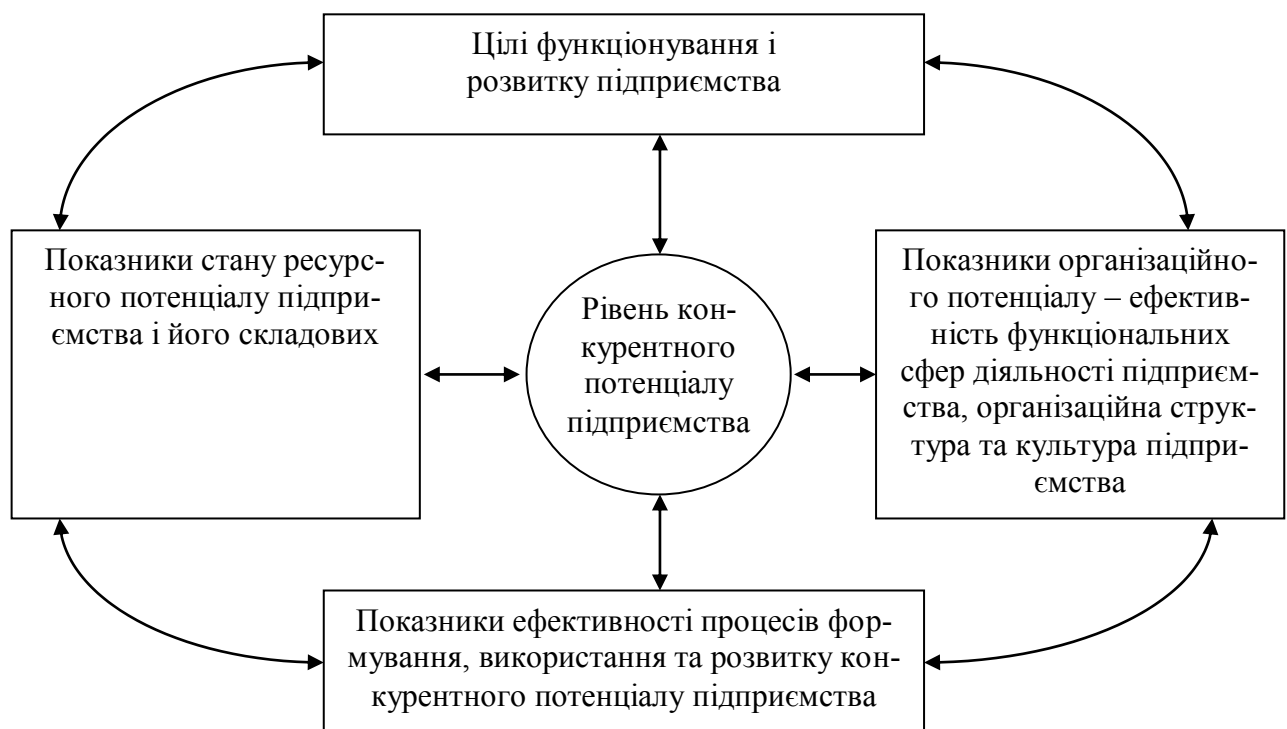 Цілі функціонування і
розвитку підприємства
Показники стану ресурс-
ного потенціалу підпри-
ємства і його складових
Рівень кон-
курентного
потенціалу
підприємства
Показники організаційно-
го потенціалу – ефектив-
ність функціональних
сфер діяльності підприєм-
ства, організаційна струк-
тура та культура підпри-
ємства
Показники ефективності процесів фор-
мування, використання та розвитку кон-
курентного потенціалу підприємства